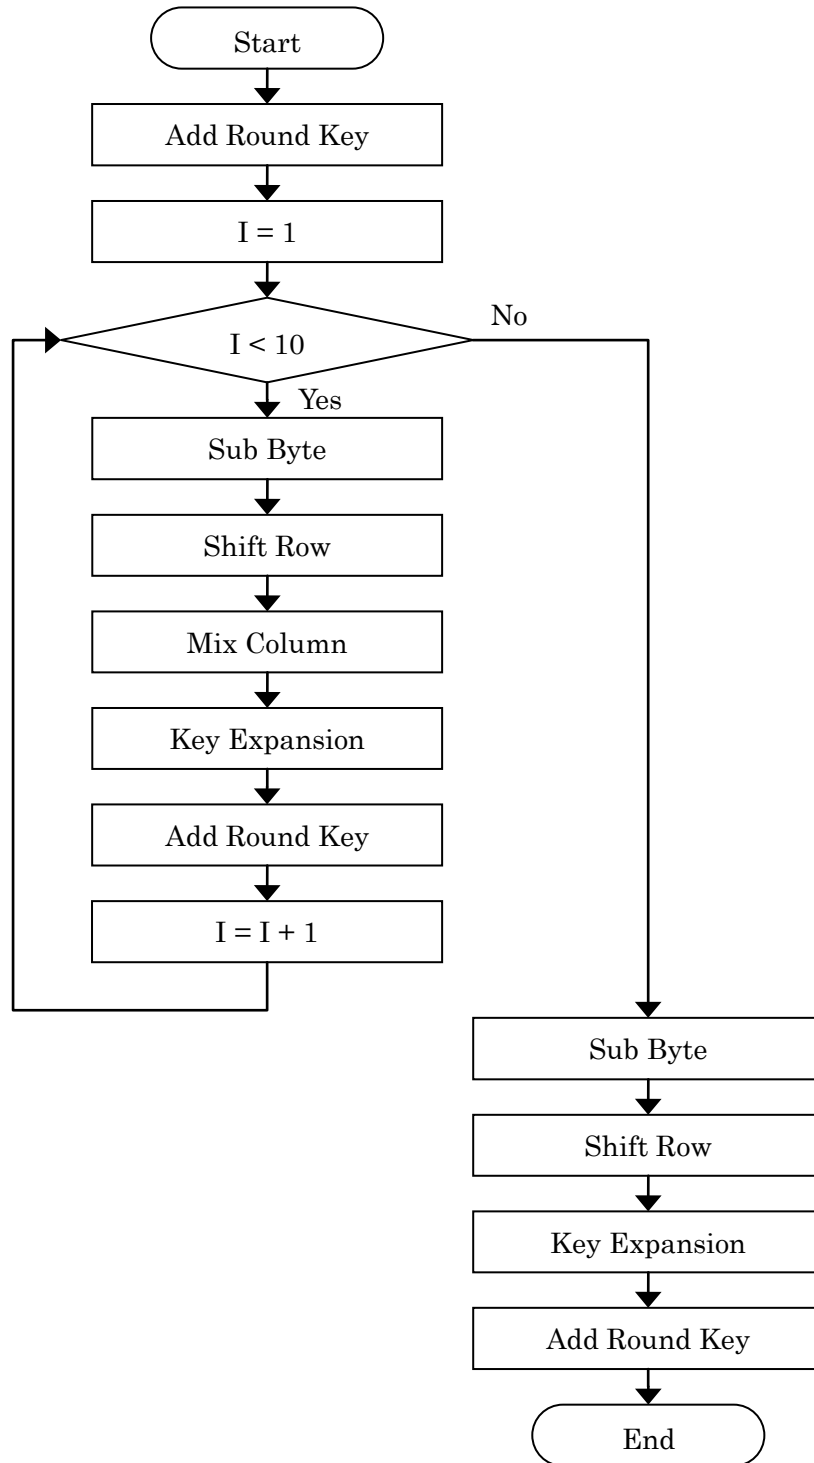 Start
Add Round Key
I = 1
I < 10
No
Yes
Sub Byte
Shift Row
Mix Column
Key Expansion
Add Round Key
I = I + 1
Sub Byte
Shift Row
Key Expansion
Add Round Key
End